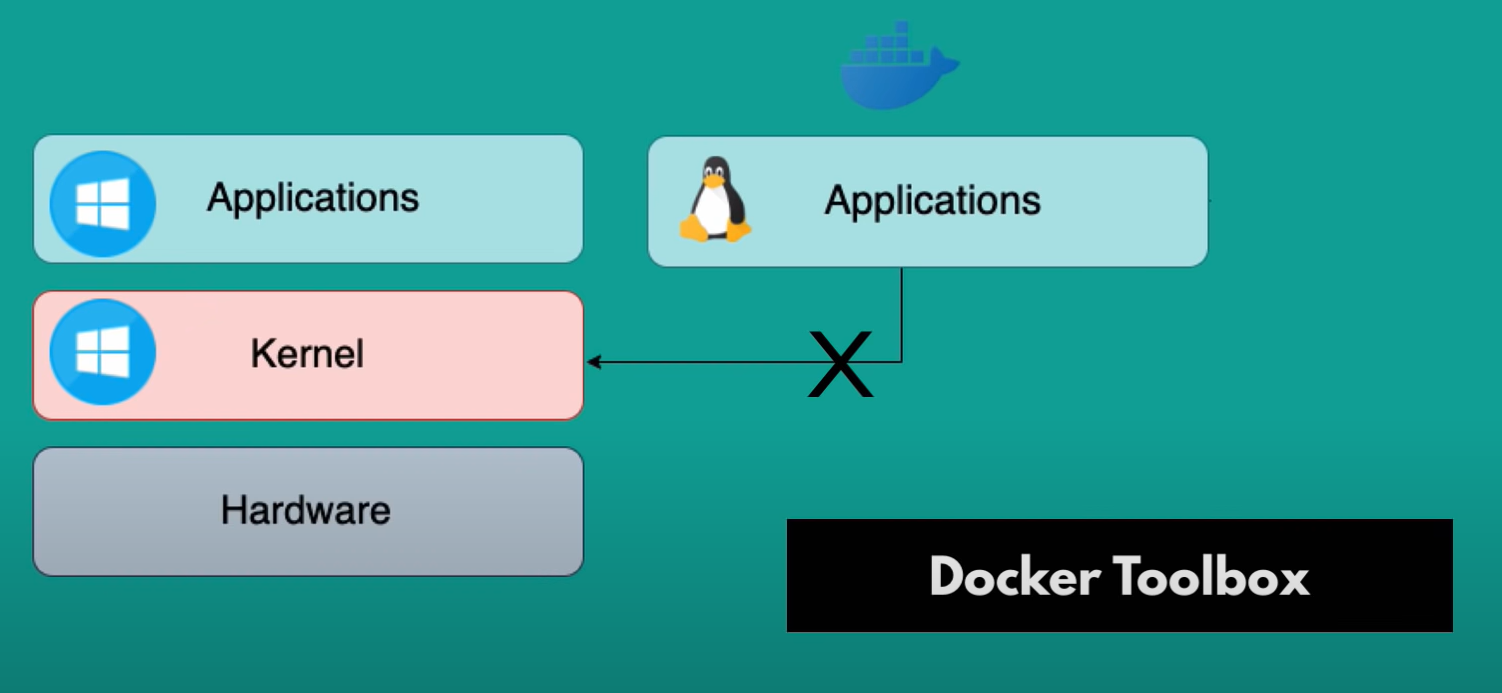 Applications
Applications
Kernel
X
Hardware
Docker Toolbox